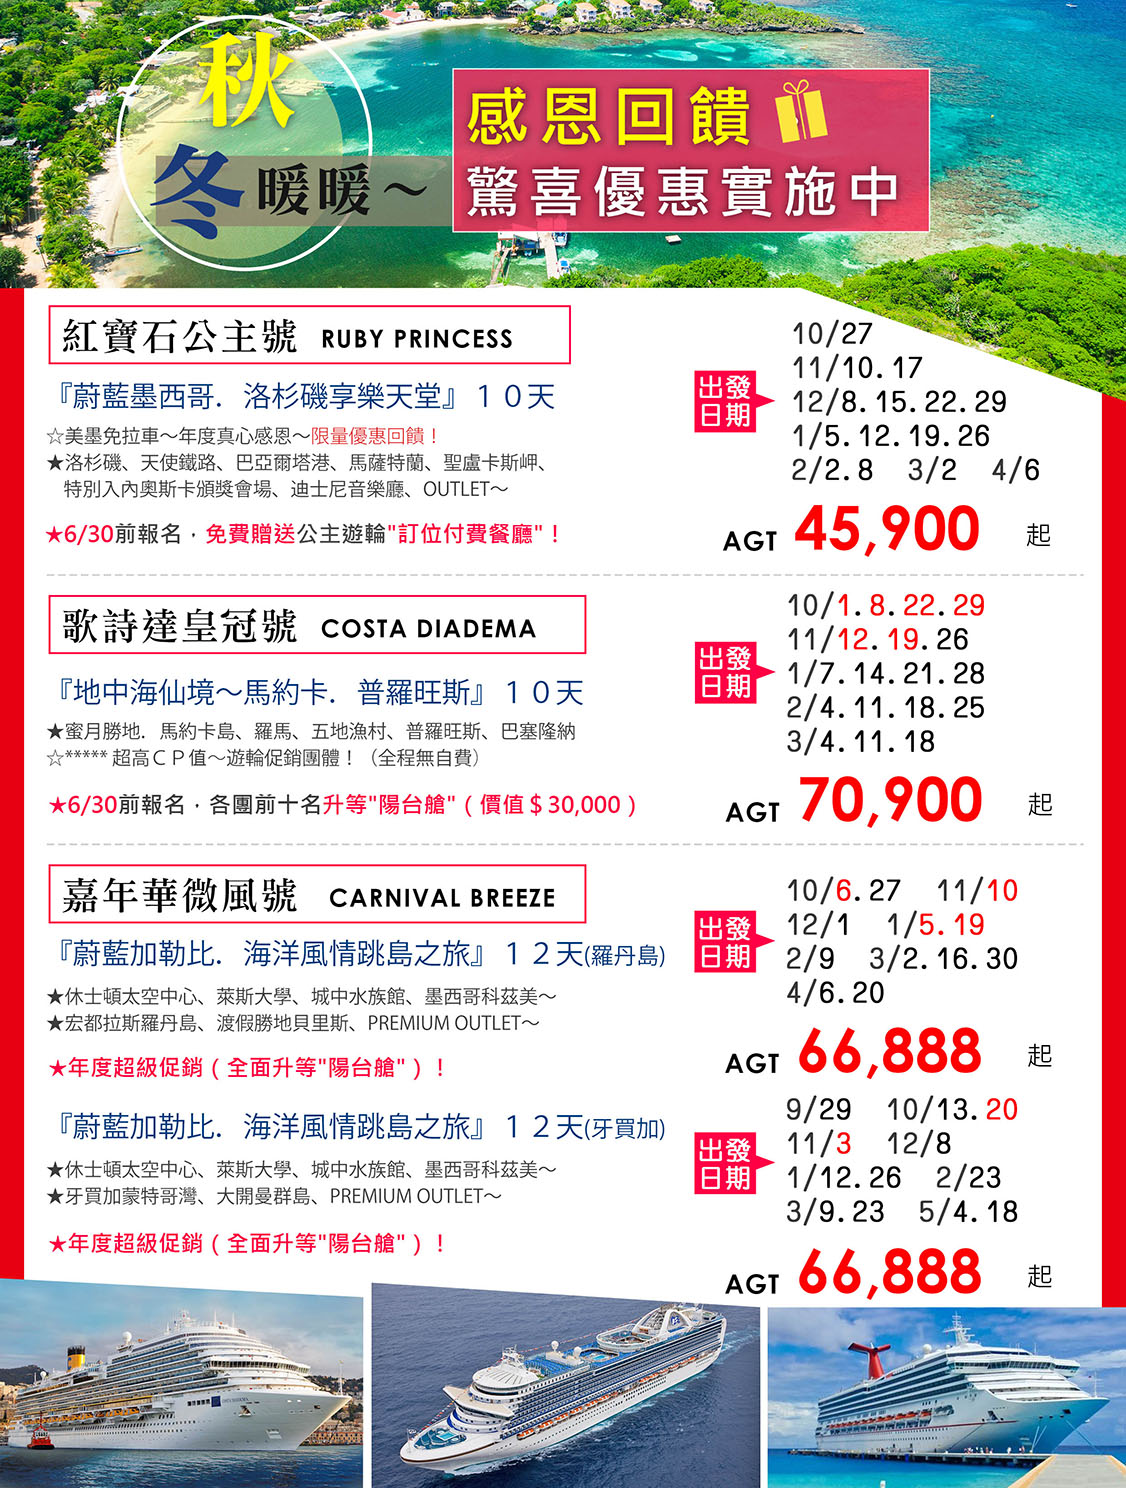 秋
冬暖暖～
感恩回饋
驚喜優惠實施中
紅寶石公主號 RUBY PRINCESS
『蔚藍墨西哥．洛杉磯享樂天堂』１０天
☆美墨免拉車～年度真心感恩～限量優惠回饋！
★洛杉磯、天使鐵路、巴亞爾塔港、馬薩特蘭、聖盧卡斯岬、
特別入內奧斯卡頒獎會場、迪士尼音樂廳、OUTLET～
★6/30前報名，免費贈送公主遊輪"訂位付費餐廳"！
出發
日期
10/27
11/10.17
12/8.15.22.29
1/5.12.19.26
2/2.8 3/2 4/6
AGT 45,900 起
歌詩達皇冠號 COSTA DIADEMA
『地中海仙境～馬約卡．普羅旺斯』１０天
★蜜月勝地．馬約卡島、羅馬、五地漁村、普羅旺斯、巴塞隆納
☆***** 超高ＣＰ值～遊輪促銷團體！（全程無自費）
★6/30前報名，各團前十名升等"陽台艙"（價值＄30,000）
出發
日期
10/1.8.22.29
11/12.19.26
1/7.14.21.28
2/4.11.18.25
3/4.11.18
AGT 70,900 起
嘉年華微風號 CARNIVAL BREEZE
『蔚藍加勒比．海洋風情跳島之旅』１２天(羅丹島)
★休士頓太空中心、萊斯大學、城中水族館、墨西哥科茲美～
★宏都拉斯羅丹島、渡假勝地貝里斯、PREMIUM OUTLET～
★年度超級促銷（全面升等"陽台艙"）！
出發
日期
10/6.27 11/10
12/1 1/5.19
2/9 3/2.16.30
4/6.20
AGT 66,888 起
『蔚藍加勒比．海洋風情跳島之旅』１２天(牙買加)
★休士頓太空中心、萊斯大學、城中水族館、墨西哥科茲美～
★牙買加蒙特哥灣、大開曼群島、PREMIUM OUTLET～
★年度超級促銷（全面升等"陽台艙"）！
出發
日期
9/29 10/13.20
11/3 12/8
1/12.26 2/23
3/9.23 5/4.18
AGT 66,888 起